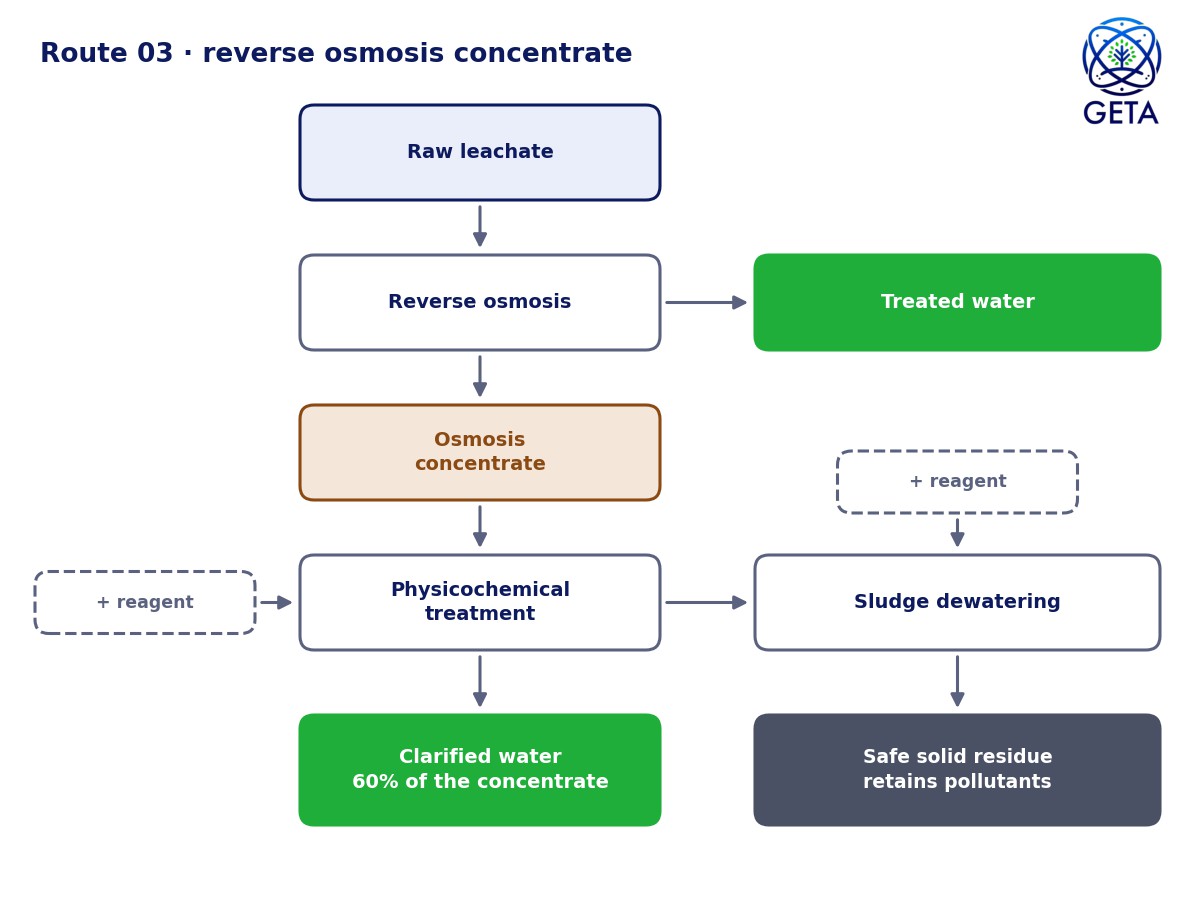 Route 03 · reverse osmosis concentrate
GETA
Raw leachate
Reverse osmosis
Treated water
Osmosis
concentrate
+ reagent
+ reagent
Physicochemical
treatment
Sludge dewatering
Clarified water
60% of the concentrate
Safe solid residue
retains pollutants